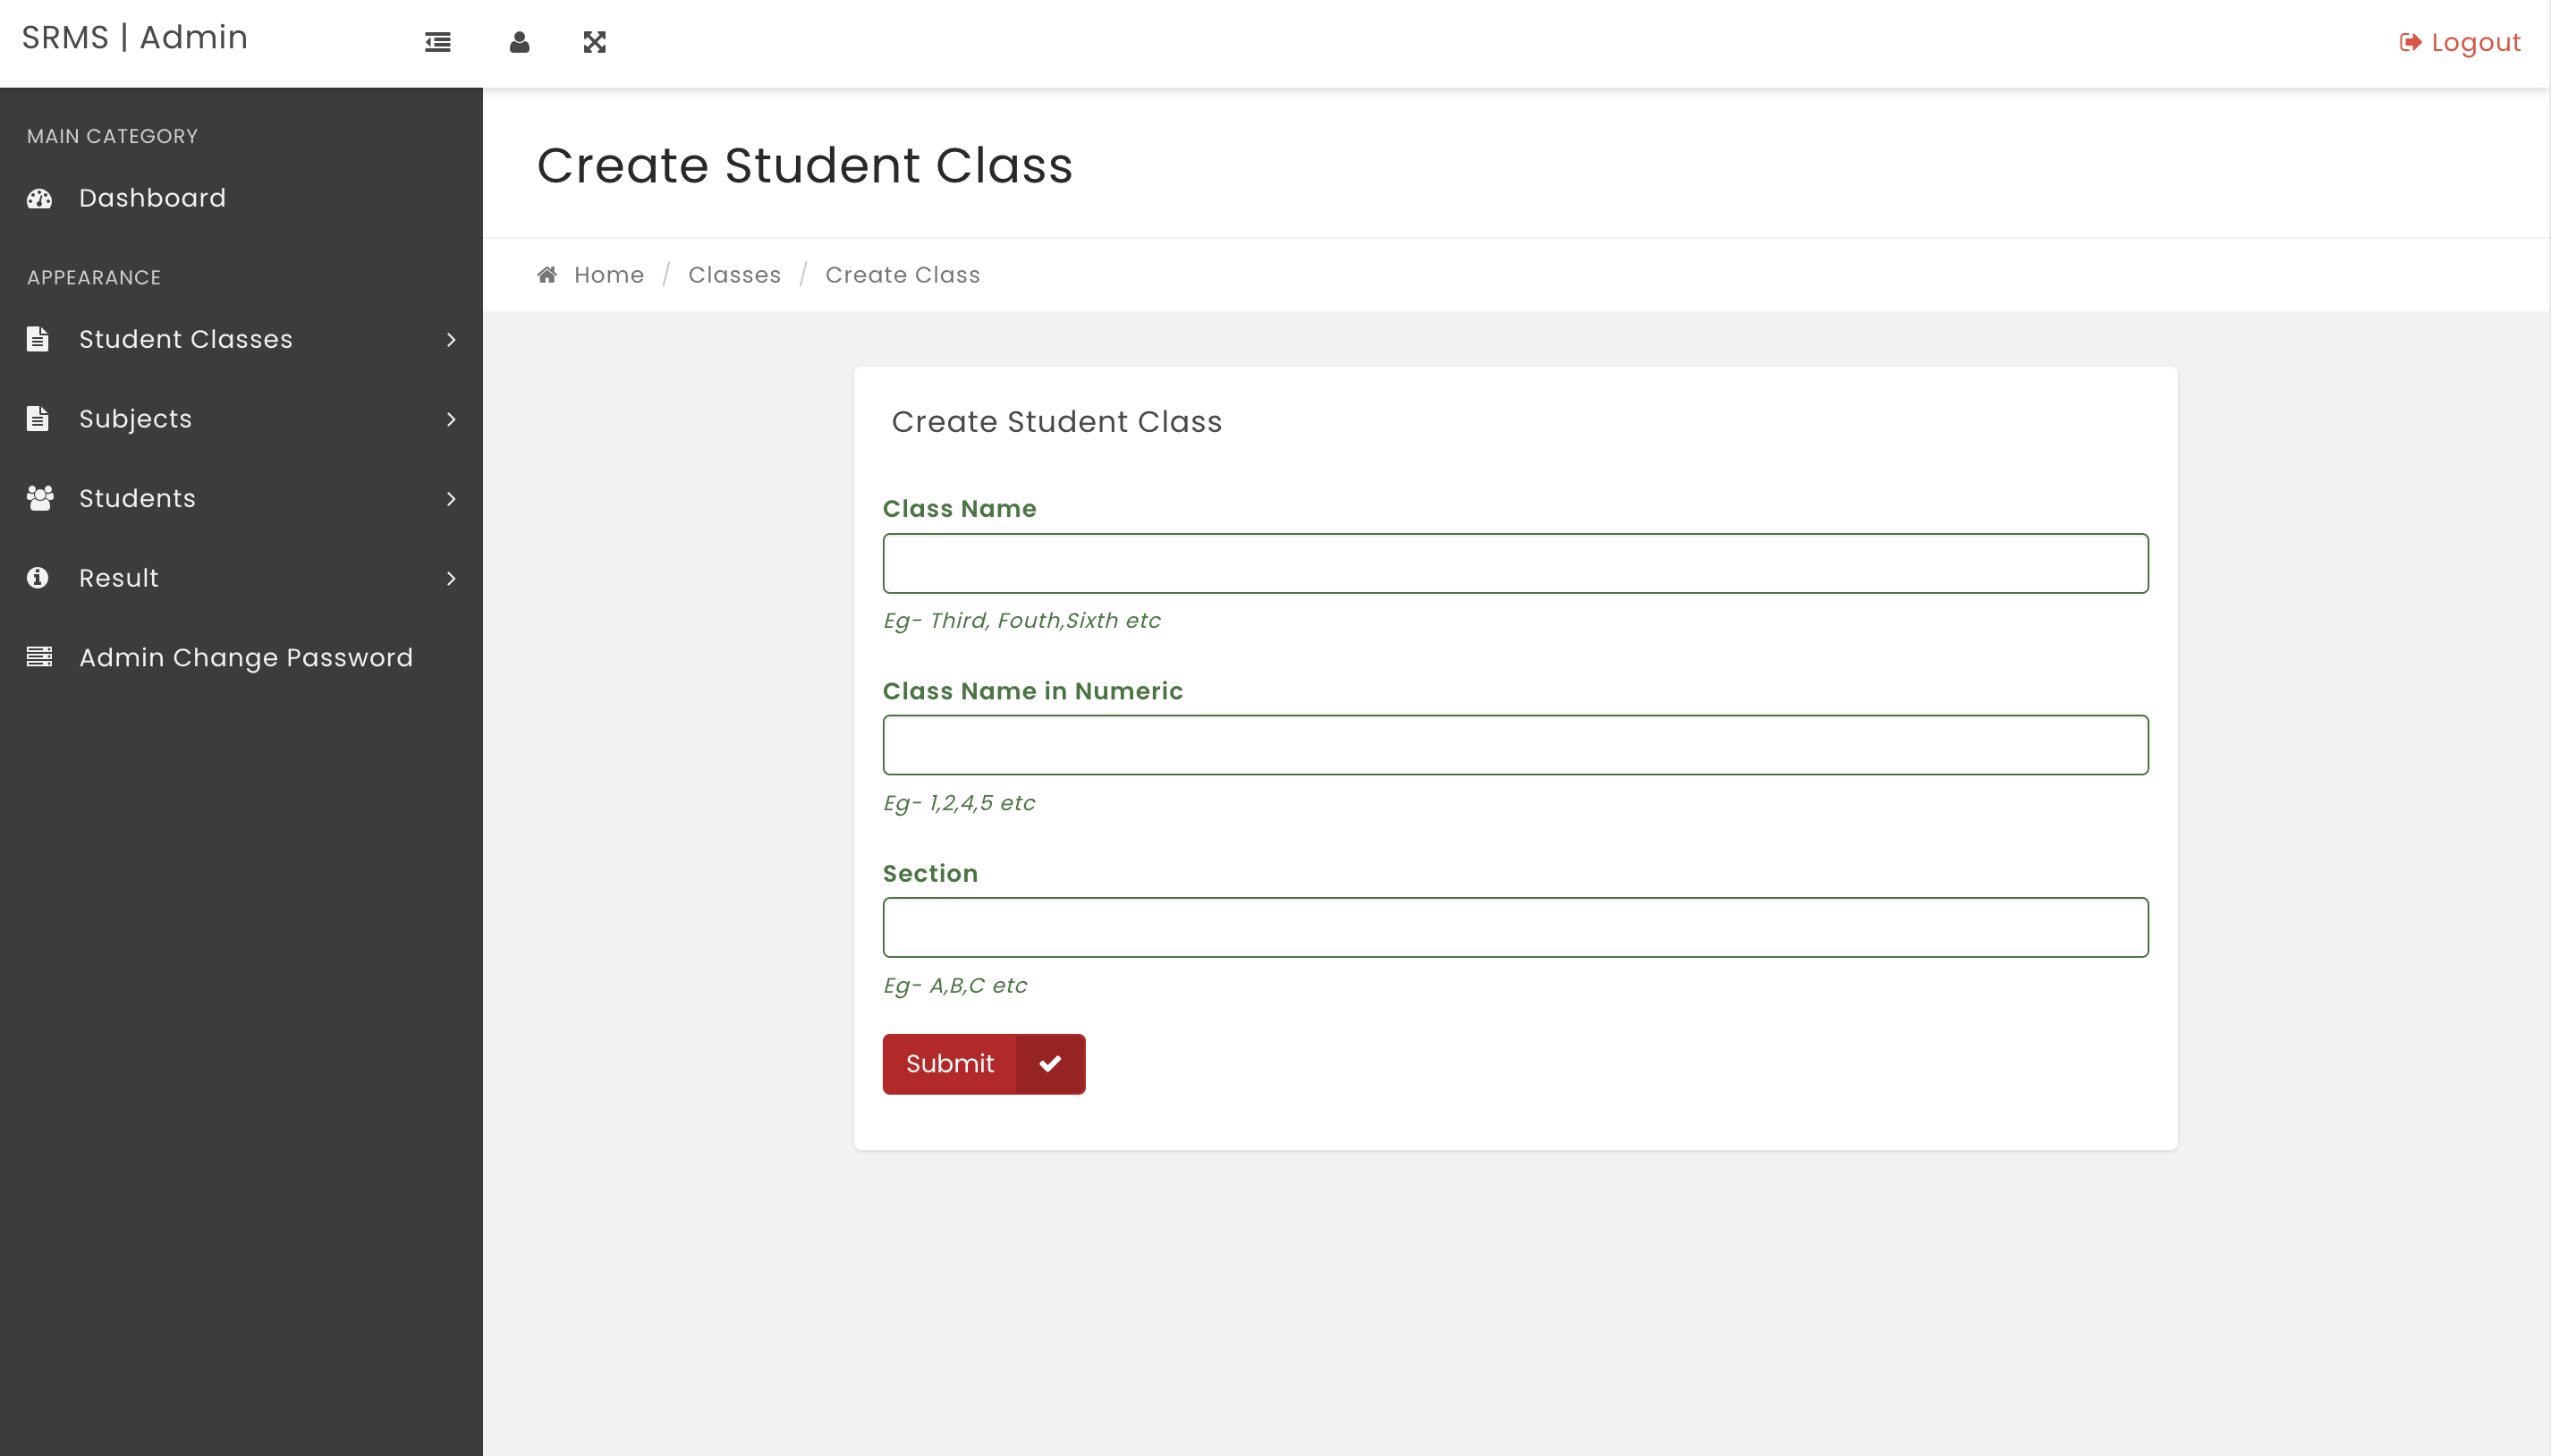 SRMS | Admin
Logout
MAIN CATEGORY
Dashboard
APPEARANCE
Student Classes
Subjects
Students
Result
Admin Change Password
Create Student Class
Home / Classes / Create Class
Create Student Class
Class Name
Eg- Third, Fouth,Sixth etc
Class Name in Numeric
Eg- 1,2,4,5 etc
Section
Eg- A,B,C etc
Submit